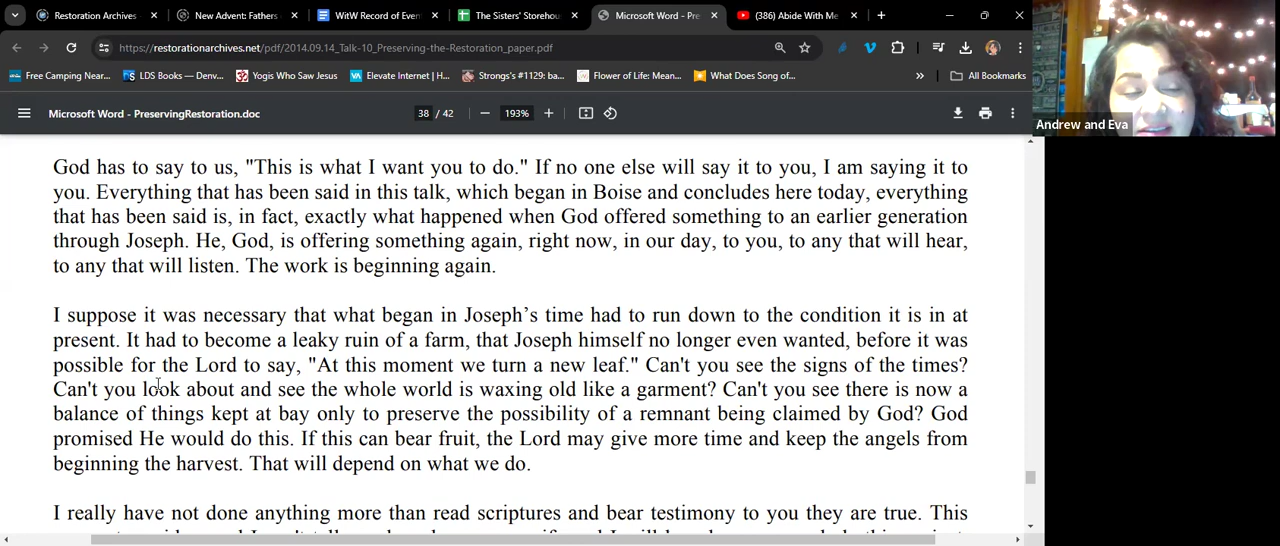 Restoration Archives -
New Advent: Fathers
WitW Record of Even
The Sisters' Storehou
Microsoft Word - Pre
(386) Abide With Me
https://restorationarchives.net/pdf/2014.09.14_Talk-10_Preserving-the-Restoration_paper.pdf
Free Camping Near...
LDS Books — Denv...
Yogis Who Saw Jesus
Elevate Internet | H...
Strong's #1129: ba...
Flower of Life: Mean...
What Does Song of...
»
All Bookmarks
Microsoft Word - PreservingRestoration.doc
38 / 42
193%
Andrew and Eva
God has to say to us, "This is what I want you to do." If no one else will say it to you, I am saying it to
you. Everything that has been said in this talk, which began in Boise and concludes here today, everything
that has been said is, in fact, exactly what happened when God offered something to an earlier generation
through Joseph. He, God, is offering something again, right now, in our day, to you, to any that will hear,
to any that will listen. The work is beginning again.
I suppose it was necessary that what began in Joseph's time had to run down to the condition it is in at
present. It had to become a leaky ruin of a farm, that Joseph himself no longer even wanted, before it was
possible for the Lord to say, "At this moment we turn a new leaf." Can't you see the signs of the times?
Can't you look about and see the whole world is waxing old like a garment? Can't you see there is now a
balance of things kept at bay only to preserve the possibility of a remnant being claimed by God? God
promised He would do this. If this can bear fruit, the Lord may give more time and keep the angels from
beginning the harvest. That will depend on what we do.
I really have not done anything more than read scriptures and bear testimony to you they are true. This